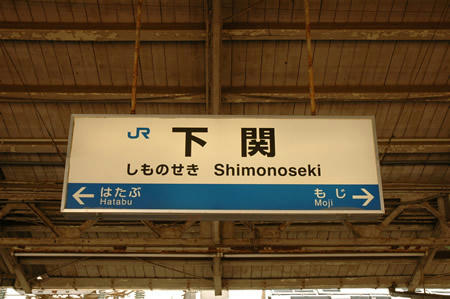 JR 下関
しものせき Shimonoseki
← はたぶ もじ →
Hatabu Moji